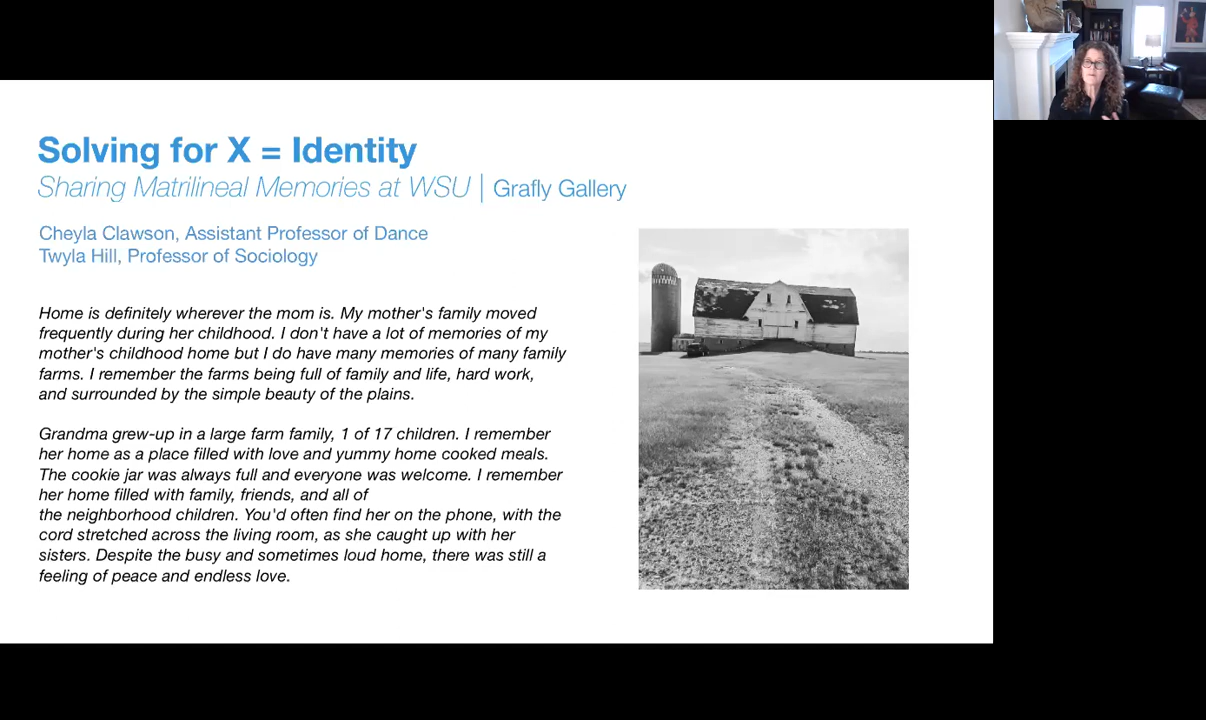 Solving for X = Identity
Sharing Matrilineal Memories at WSU | Grafly Gallery
Cheyla Clawson, Assistant Professor of Dance
Twyla Hill, Professor of Sociology
Home is definitely wherever the mom is. My mother's family moved
frequently during her childhood. I don't have a lot of memories of my
mother's childhood home but I do have many memories of many family
farms. I remember the farms being full of family and life, hard work,
and surrounded by the simple beauty of the plains.
Grandma grew-up in a large farm family, 1 of 17 children. I remember
her home as a place filled with love and yummy home cooked meals.
The cookie jar was always full and everyone was welcome. I remember
her home filled with family, friends, and all of
the neighborhood children. You'd often find her on the phone, with the
cord stretched across the living room, as she caught up with her
sisters. Despite the busy and sometimes loud home, there was still a
feeling of peace and endless love.